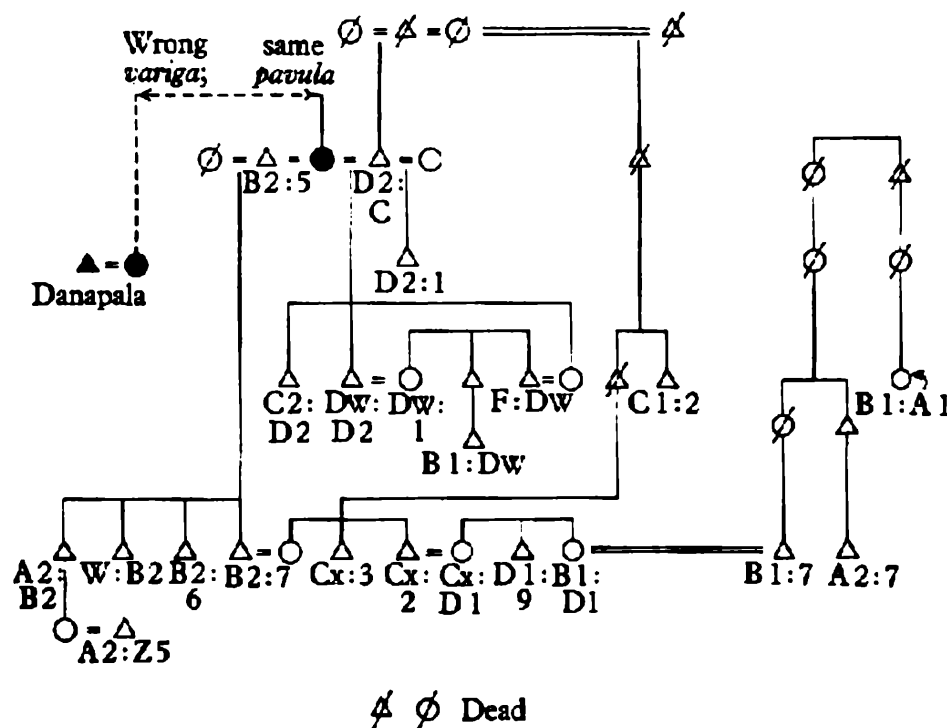 Wrong same
variga; pavula
B2:5 D2:
C
Danapala
D2:1
C2: Dw: Dw: F:Dw C1:2 B1:A1
D2 D2 1
B1:Dw
A2: W:B2 B2: B2:7 Cx:3 Cx: Cx: D1: B1: B1:7 A2:7
B2 6 2 D1 9 D1
A2:Z5
Dead